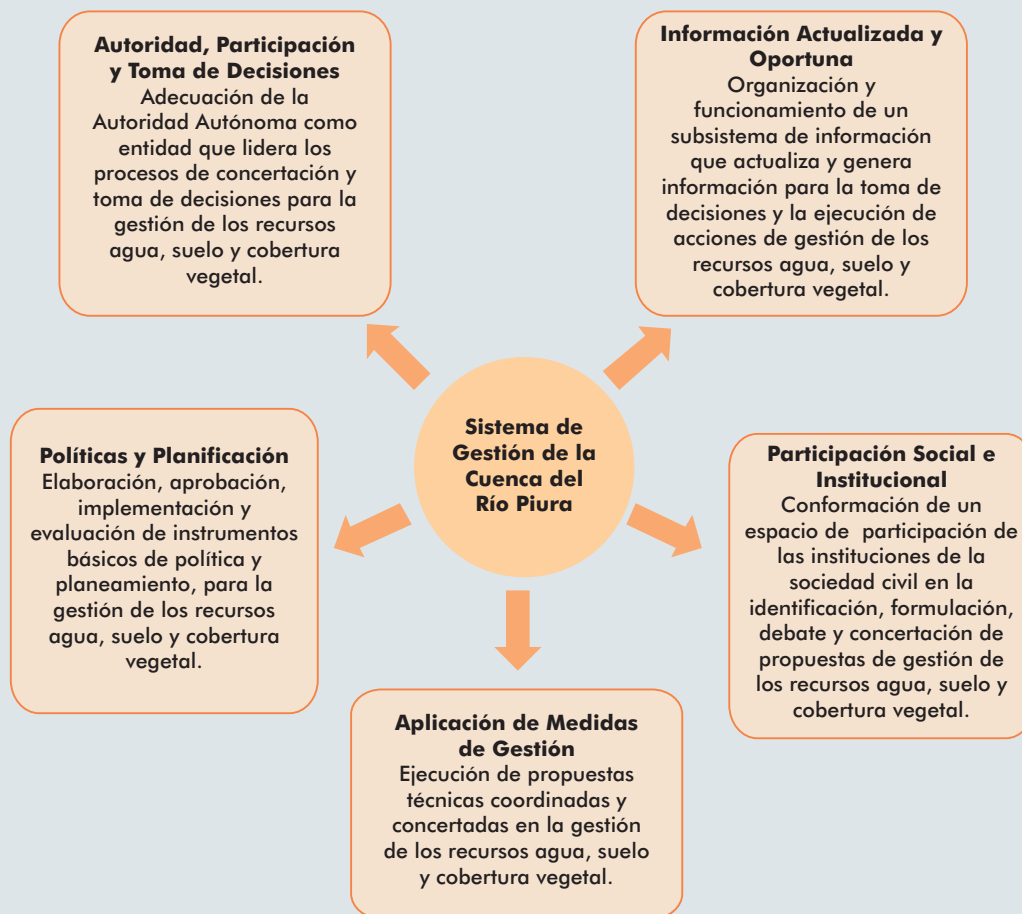 Autoridad, Participación
y Toma de Decisiones
Adecuación de la
Autoridad Autónoma como
entidad que lidera los
procesos de concertación y
toma de decisiones para la
gestión de los recursos
agua, suelo y cobertura
vegetal.
Información Actualizada y
Oportuna
Organización y
funcionamiento de un
subsistema de información
que actualiza y genera
información para la toma de
decisiones y la ejecución de
acciones de gestión de los
recursos agua, suelo y
cobertura vegetal.
Sistema de
Gestión de la
Cuenca del
Río Piura
Políticas y Planificación
Elaboración, aprobación,
implementación y
evaluación de instrumentos
básicos de política y
planeamiento, para la
gestión de los recursos
agua, suelo y cobertura
vegetal.
Participación Social e
Institucional
Conformación de un
espacio de participación de
las instituciones de la
sociedad civil en la
identificación, formulación,
debate y concertación de
propuestas de gestión de
los recursos agua, suelo y
cobertura vegetal.
Aplicación de Medidas
de Gestión
Ejecución de propuestas
técnicas coordinadas y
concertadas en la gestión
de los recursos agua, suelo
y cobertura vegetal.